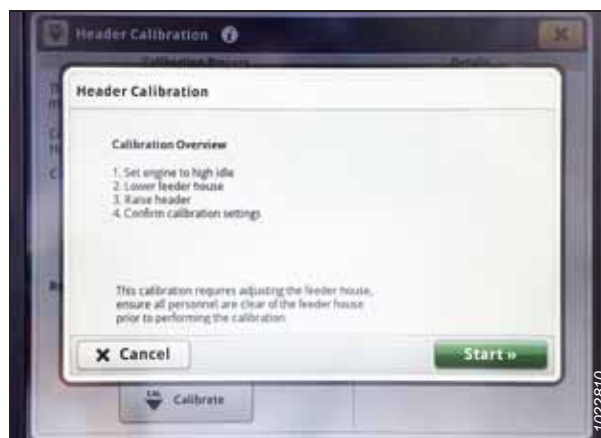 Header Calibration
Header Calibration
Calibration Overview
1. Set engine to high idle
2. Lower feeder house
3. Raise header
4. Confirm calibration settings
This calibration requires adjusting the feeder house,
ensure all personnel are clear of the feeder house
prior to performing the calibration
Cancel
Start »
CAL
Calibrate
1022810